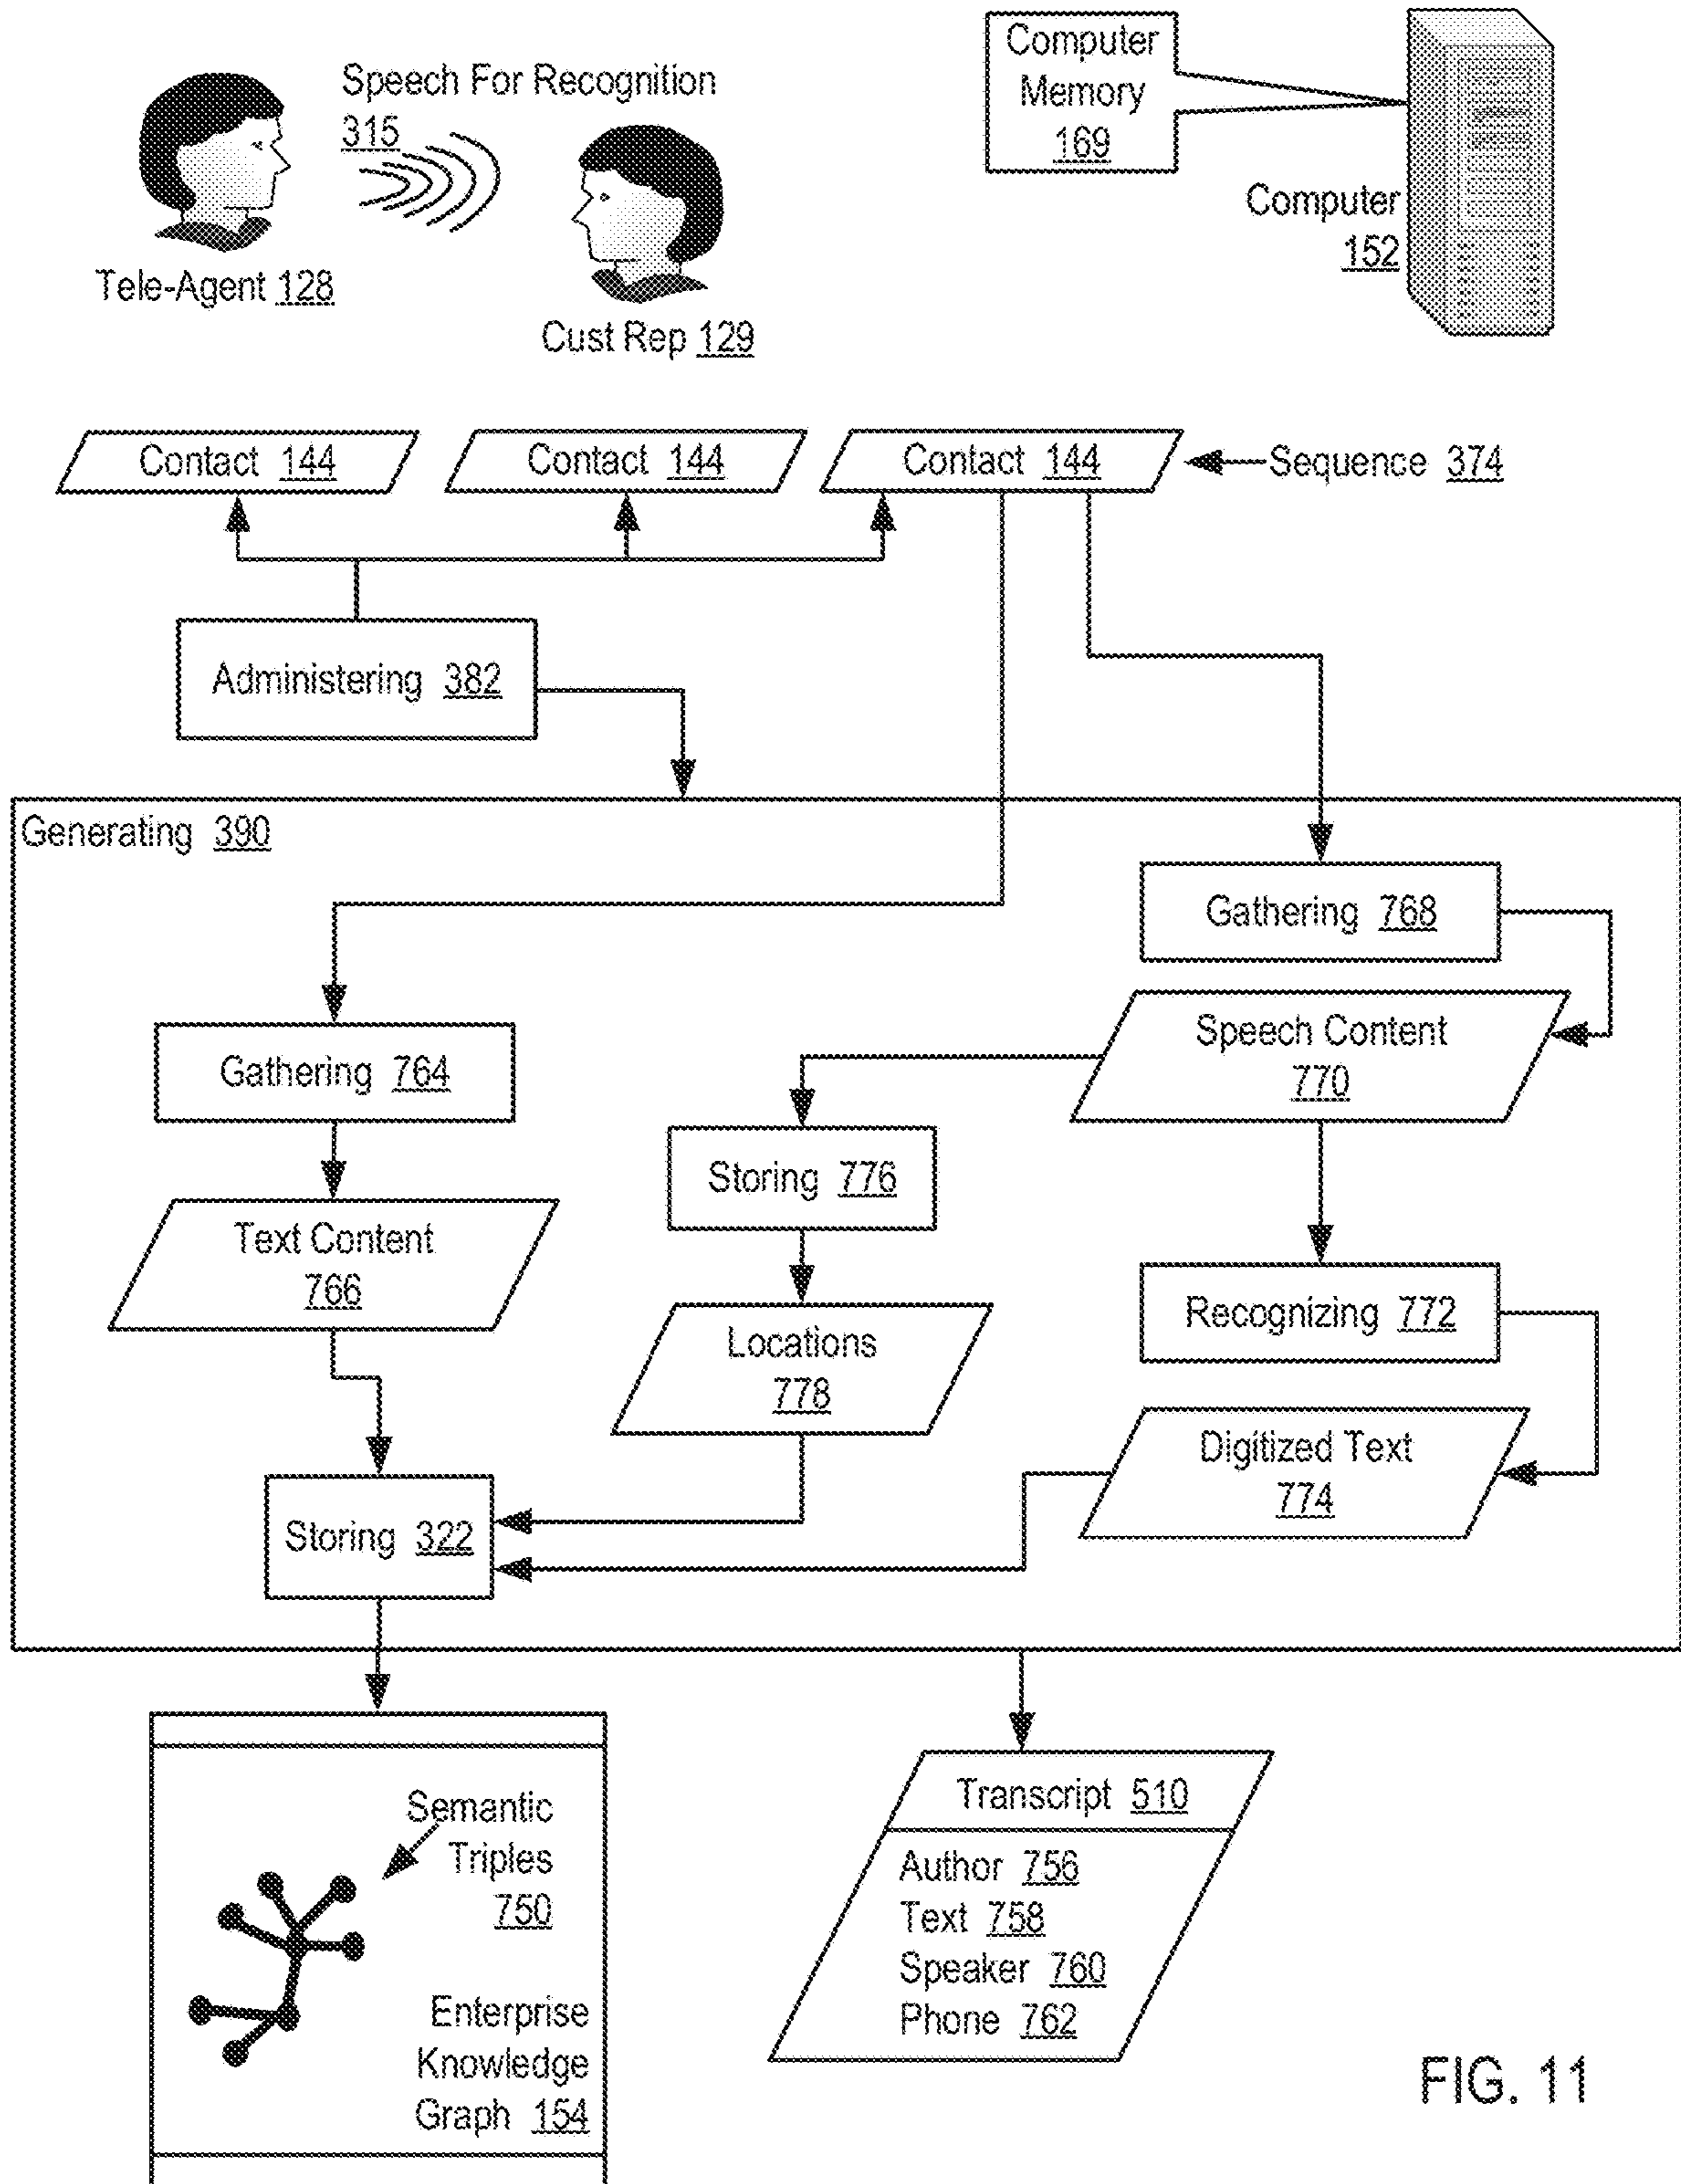 Speech For Recognition
315
Computer
Memory
169
Computer
152
Tele-Agent 128
Cust Rep 129
Contact 144
Contact 144
Contact 144
Sequence 374
Administering 382
Generating 390
Gathering 768
Speech Content
770
Gathering 764
Storing 776
Text Content
766
Recognizing 772
Locations
778
Digitized Text
774
Storing 322
Semantic
Triples
750
Enterprise
Knowledge
Graph 154
Transcript 510
Author 756
Text 758
Speaker 760
Phone 762
FIG. 11